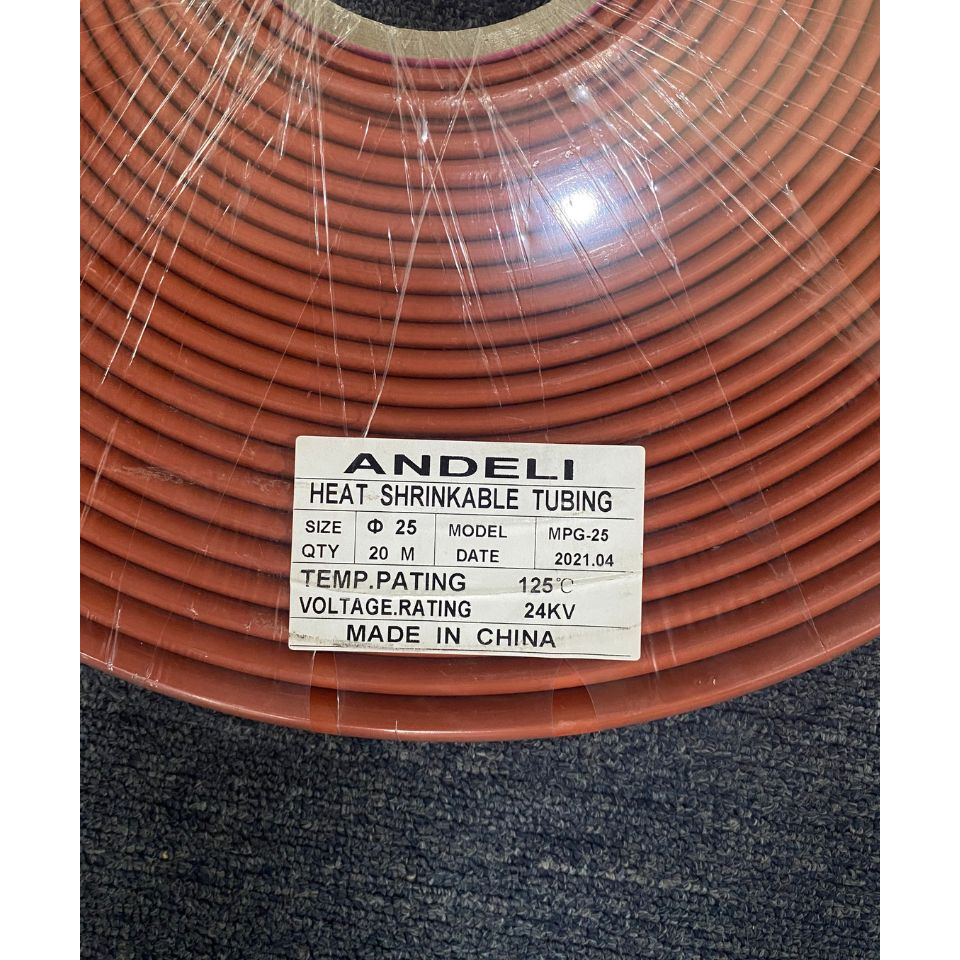 ANDELI
HEAT SHRINKABLE TUBING
SIZE Φ 25 MODEL MPG-25
QTY 20 M DATE 2021.04
TEMP.PATING 125℃
VOLTAGE.RATING 24KV
MADE IN CHINA